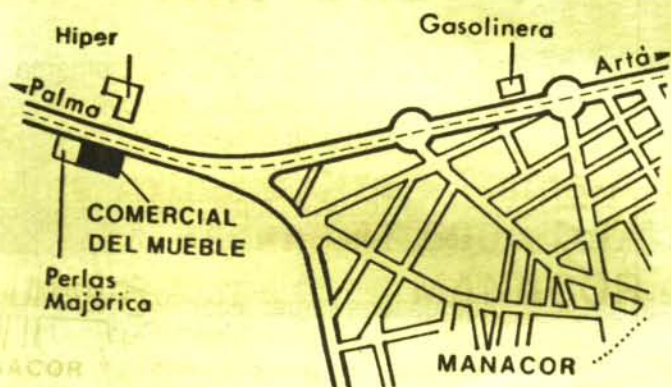 Hiper
Gasolinera
Palma
Artà
COMERCIAL
DEL MUEBLE
Perlas
Majórica
MANACOR